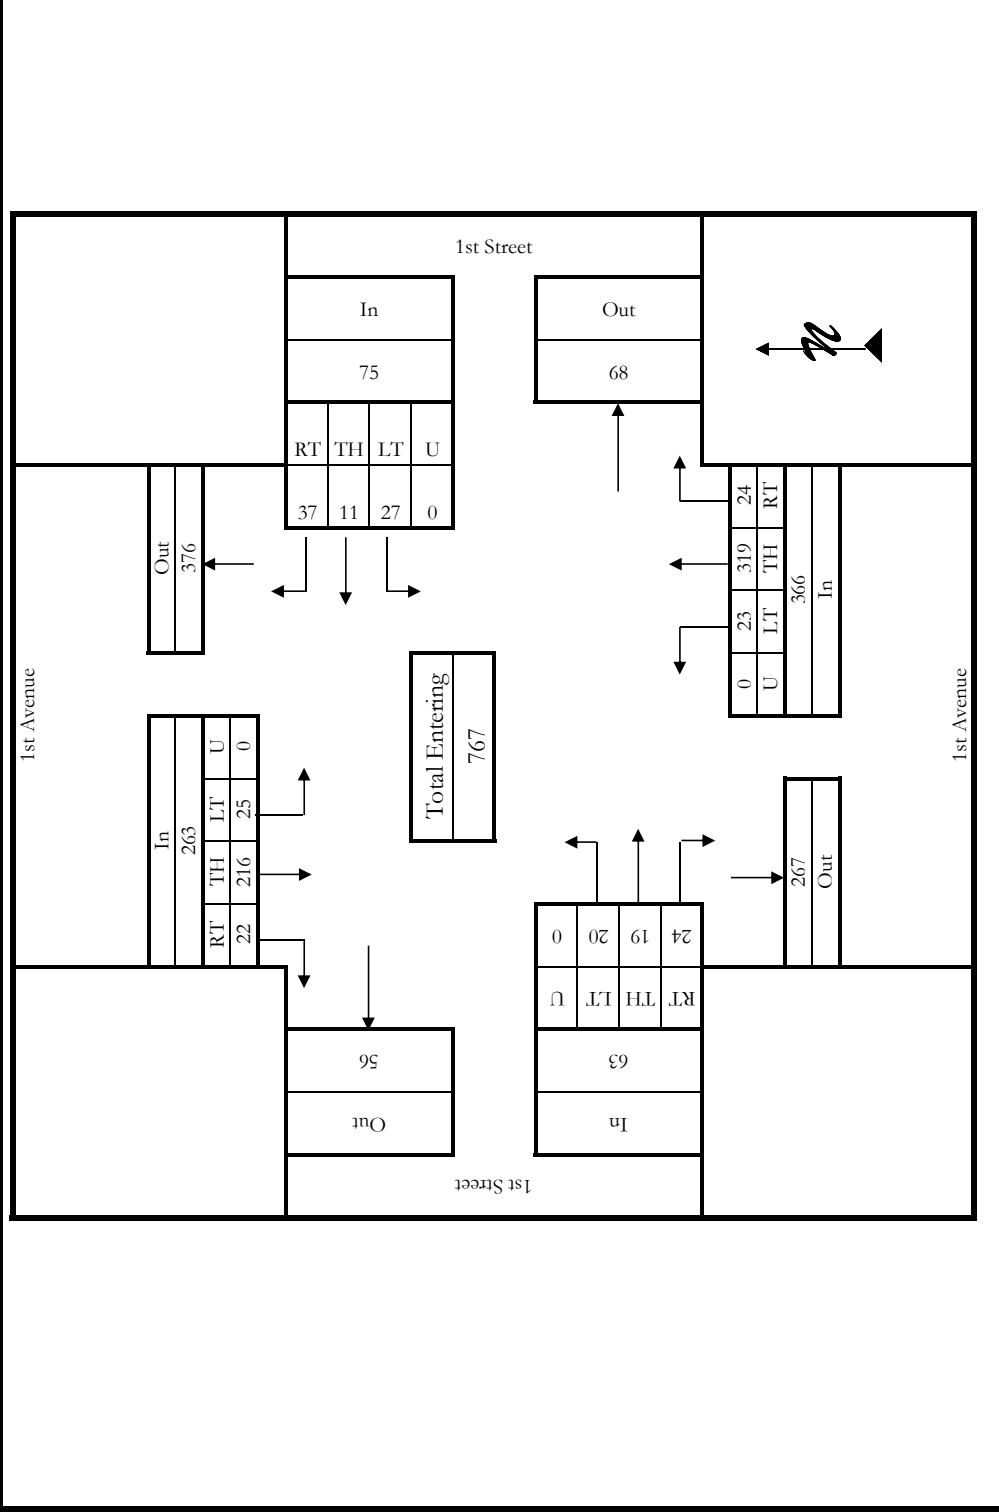 1st Street
In
Out
75
68
RT TH LT U
37 11 27 0
Out
376
24 319 23 0
RT TH LT U
366
In
1st Avenue
1st Avenue
Total Entering
767
In
263
RT TH LT U
22 216 25 0
267
Out
0 20 19 24
U LT TH RT
56
63
Out
In
1st Street